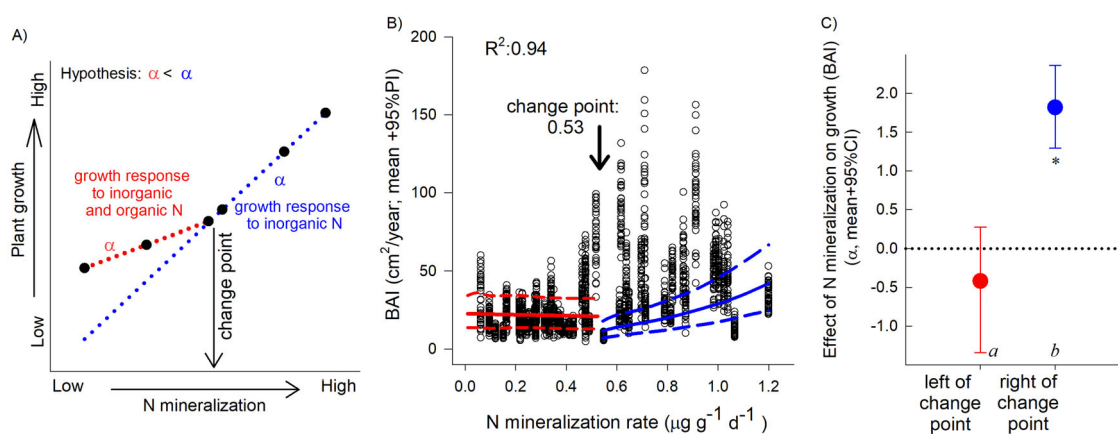 A)
Hypothesis: α < α
High
Plant growth
Low
growth response
to inorganic
and organic N
α
α
growth response
to inorganic N
change point
Low
High
N mineralization
B)
R²:0.94
change point:
0.53
BAI (cm²/year; mean +95%PI)
200
150
100
50
0
0.0 0.2 0.4 0.6 0.8 1.0 1.2
N mineralization rate (μg g⁻¹ d⁻¹)
C)
Effect of N mineralization on growth (BAI)
(α, mean+95%CI)
2.0
1.5
1.0
0.5
0.0
-0.5
-1.0
*
a b
left of
change
point
right of
change
point